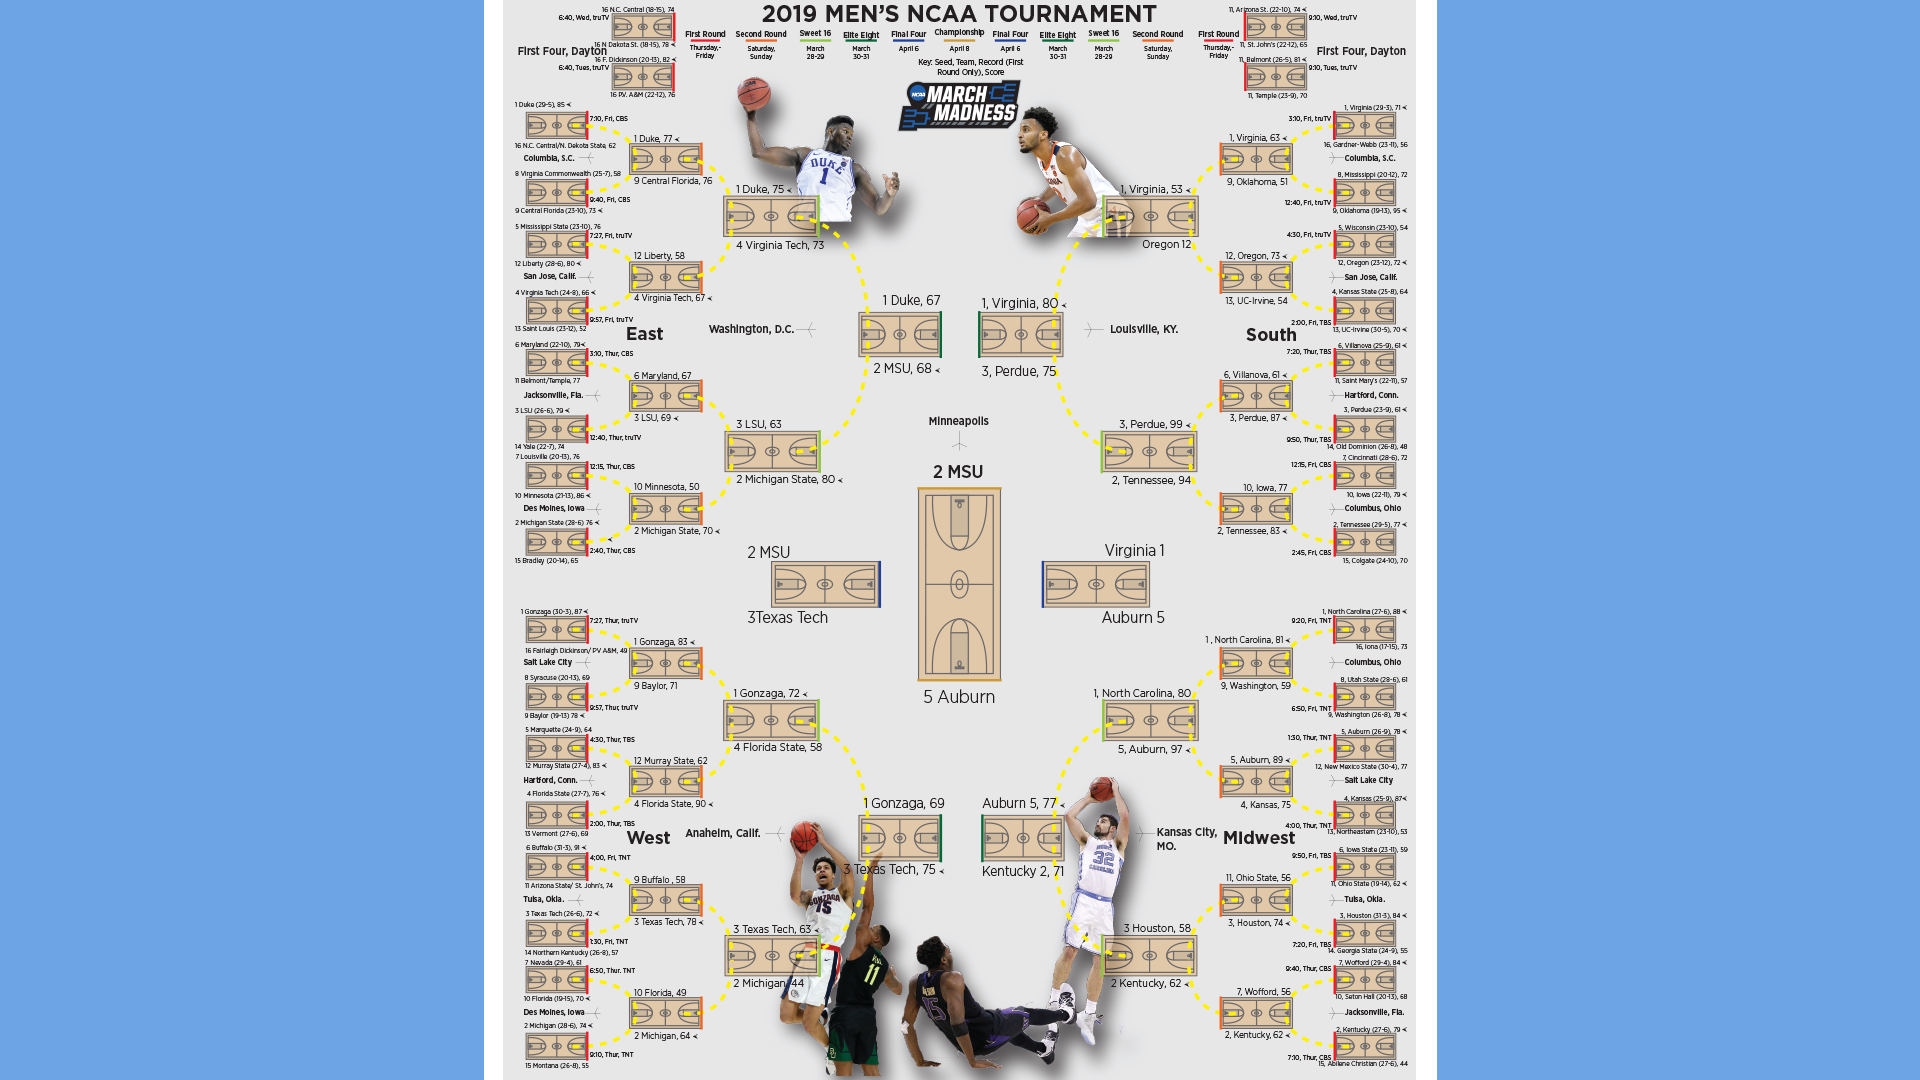 2019 MEN'S NCAA TOURNAMENT
First Round
Thursday,-
Friday
Second Round
Saturday,
Sunday
Sweet 16
March
28-29
Elite Eight
March
30-31
Final Four
April 6
Championship
April 8
Final Four
April 6
Elite Eight
March
30-31
Sweet 16
March
28-29
Second Round
Saturday,
Sunday
First Round
Thursday,-
Friday
Key: Seed, Team, Record (First
Round Only), Score
NCAA
MARCH
MADNESS
16 N.C. Central (18-15), 74
6:40, Wed, truTV
16 N Dakota St. (18-15), 78
First Four, Dayton
16 F. Dickinson (20-13), 82
6:40, Tues, truTV
16 P.V. A&M (22-12), 76
11, Arizona St. (22-10), 74
9:10, Wed, truTV
11, St. John's (22-12), 65
First Four, Dayton
11, Belmont (26-5), 81
9:10, Tues, truTV
11, Temple (23-9), 70
1 Duke (29-5), 85
7:10, Fri, CBS
16 N.C. Central/N. Dakota State, 62
Columbia, S.C.
8 Virginia Commonwealth (25-7), 58
9:40, Fri, CBS
9 Central Florida (23-10), 73
5 Mississippi State (23-10), 76
7:27, Fri, truTV
12 Liberty (28-6), 80
San Jose, Calif.
4 Virginia Tech (24-8), 66
9:57, Fri, truTV
13 Saint Louis (23-12), 52
6 Maryland (22-10), 79
3:10, Thur, CBS
11 Belmont/Temple, 77
Jacksonville, Fla.
3 LSU (26-6), 79
12:40, Thur, truTV
14 Yale (22-7), 74
7 Louisville (20-13), 76
12:15, Thur, CBS
10 Minnesota (21-13), 86
Des Moines, Iowa
2 Michigan State (28-6) 76
2:40, Thur, CBS
15 Bradley (20-14), 65
1 Duke, 77
9 Central Florida, 76
12 Liberty, 58
4 Virginia Tech, 67
East
6 Maryland, 67
3 LSU, 69
10 Minnesota, 50
2 Michigan State, 70
1 Duke, 75
4 Virginia Tech, 73
3 LSU, 63
2 Michigan State, 80
Washington, D.C.
1 Duke, 67
2 MSU, 68
DUKE
1
1, Virginia (29-3), 71
3:10, Fri, truTV
16, Gardner-Webb (23-11), 56
Columbia, S.C.
8, Mississippi (20-12), 72
12:40, Fri, truTV
9, Oklahoma (19-13), 95
5, Wisconsin (23-10), 54
4:30, Fri, truTV
12, Oregon (23-12), 72
San Jose, Calif.
4, Kansas State (25-8), 64
2:00, Fri, TBS
13, UC-Irvine (30-5), 70
6, Villanova (25-9), 61
7:20, Thur, TBS
11, Saint Mary's (22-11), 57
Hartford, Conn.
3, Perdue (23-9), 61
9:50, Thur, TBS
14, Old Dominion (26-8), 48
7, Cincinnati (28-6), 72
12:15, Fri, CBS
10, Iowa (22-11), 79
Columbus, Ohio
2, Tennessee (29-5), 77
2:45, Fri, CBS
15, Colgate (24-10), 70
1, Virginia, 63
9, Oklahoma, 51
12, Oregon, 73
13, UC-Irvine, 54
South
6, Villanova, 61
3, Perdue, 87
10, Iowa, 77
2, Tennessee, 83
1, Virginia, 53
Oregon 12
3, Perdue, 99
2, Tennessee, 94
Louisville, KY.
1, Virginia, 80
3, Perdue, 75
Minneapolis
2 MSU
5 Auburn
2 MSU
3Texas Tech
Virginia 1
Auburn 5
1 Gonzaga (30-3), 87
7:27, Thur, truTV
16 Fairleigh Dickinson/ PV A&M, 49
Salt Lake City
8 Syracuse (20-13), 69
9:57, Thur, truTV
9 Baylor (19-13) 78
5 Marquette (24-9), 64
4:30, Thur, TBS
12 Murray State (27-4), 83
Hartford, Conn.
4 Florida State (27-7), 76
2:00, Thur, TBS
13 Vermont (27-6), 69
6 Buffalo (31-3), 91
4:00, Fri, TNT
11 Arizona State/ St. John's, 74
Tulsa, Okla.
3 Texas Tech (26-6), 72
1:30, Fri, TNT
14 Northern Kentucky (26-8), 57
7 Nevada (29-4), 61
6:50, Thur. TNT
10 Florida (19-15), 70
Des Moines, Iowa
2 Michigan (28-6), 74
9:10, Thur, TNT
15 Montana (26-8), 55
1 Gonzaga, 83
9 Baylor, 71
12 Murray State, 62
4 Florida State, 90
West
9 Buffalo , 58
3 Texas Tech, 78
10 Florida, 49
2 Michigan, 64
1 Gonzaga, 72
4 Florida State, 58
3 Texas Tech, 63
2 Michigan, 44
Anaheim, Calif.
1 Gonzaga, 69
3 Texas Tech, 75
GONZAGA
15
11
1, North Carolina (27-6), 88
9:20, Fri, TNT
16, Iona (17-15), 73
Columbus, Ohio
8, Utah State (28-6), 61
6:50, Fri, TNT
9, Washington (26-8), 78
5, Auburn (26-9), 78
1:30, Thur, TNT
12, New Mexico State (30-4), 77
Salt Lake City
4, Kansas (25-9), 87
4:00, Thur, TNT
13, Northeastern (23-10), 53
6, Iowa State (23-11), 59
9:50, Fri, TBS
11, Ohio State (19-14), 62
Tulsa, Okla.
3, Houston (31-3), 84
7:20, Fri, TBS
14. Georgia State (24-9), 55
7, Wofford (29-4), 84
9:40, Thur, CBS
10, Seton Hall (20-13), 68
Jacksonville, Fla.
2, Kentucky (27-6), 79
7:10, Thur, CBS
15, Abilene Christian (27-6), 44
1 , North Carolina, 81
9, Washington, 59
5, Auburn, 89
4, Kansas, 75
MIdwest
11, Ohio State, 56
3, Houston, 74
7, Wofford, 56
2, Kentucky, 62
1, North Carolina, 80
5, Auburn, 97
3 Houston, 58
2 Kentucky, 62
Kansas City,
MO.
Auburn 5, 77
Kentucky 2, 71
CAROLINA
32